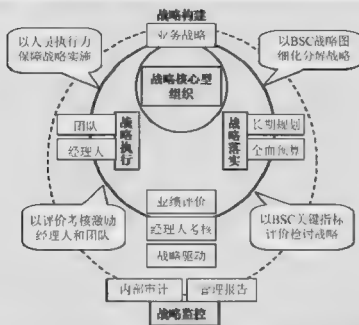 战略构建
业务战略
以人员执行力
保障战略实施
以BSC战略图
细化分解战略
战略核心型
组织
团队
经理人
战略执行
战略落实
长期规划
全面预算
业绩评价
经理人考核
战略驱动
以评价考核激励
经理人和团队
以BSC关键指标
评价检讨战略
内部审计
管理报告
战略监控